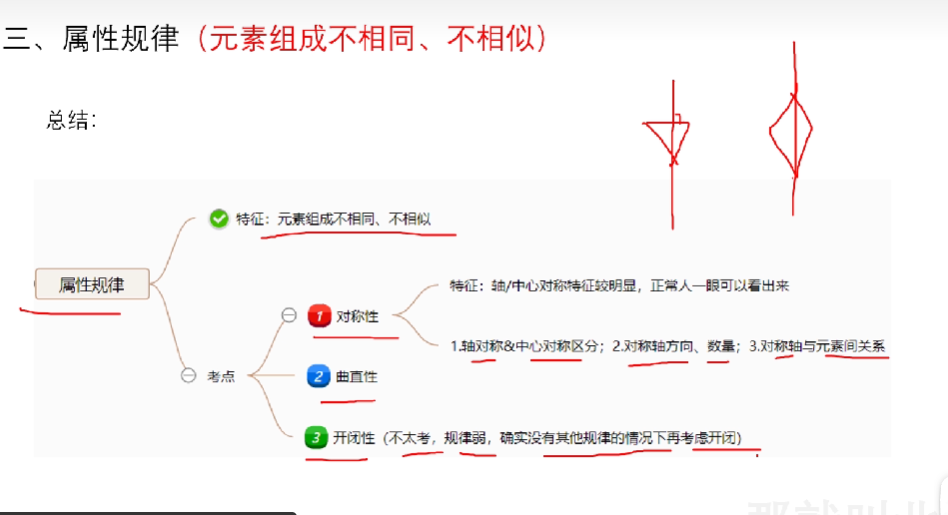 三、属性规律（元素组成不相同、不相似）
总结：
特征：元素组成不相同、不相似
属性规律
特征：轴/中心对称特征较明显，正常人一眼可以看出来
1 对称性
1.轴对称&中心对称区分；2.对称轴方向、数量；3.对称轴与元素间关系
考点
2 曲直性
3 开闭性（不太考，规律弱，确实没有其他规律的情况下再考虑开闭）